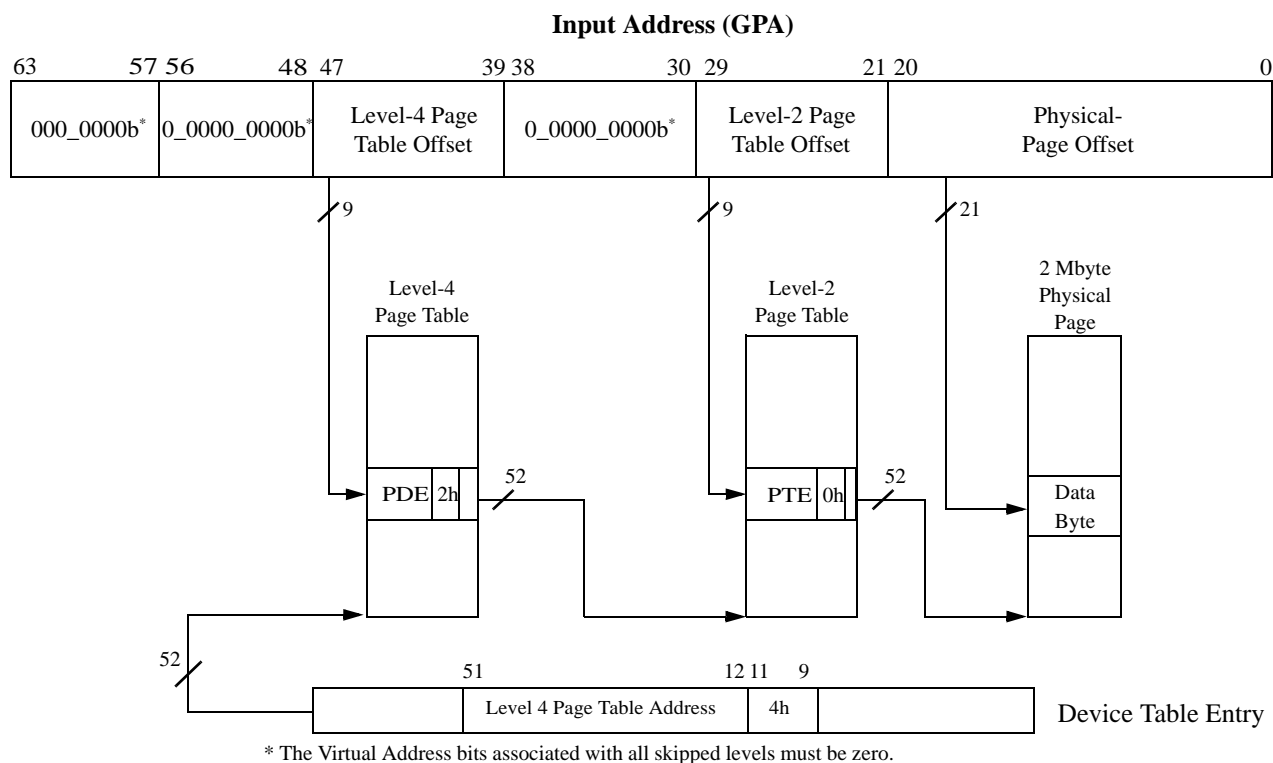 Input Address (GPA)
63 57 56 48 47 39 38 30 29 21 20 0
000_0000b* 0_0000_0000b* Level-4 Page Table Offset 0_0000_0000b* Level-2 Page Table Offset Physical-Page Offset
9 9 21
Level-4
Page Table
Level-2
Page Table
2 Mbyte
Physical
Page
PDE 2h 52 PTE 0h 52
Data
Byte
52
51 12 11 9
Level 4 Page Table Address 4h Device Table Entry
* The Virtual Address bits associated with all skipped levels must be zero.